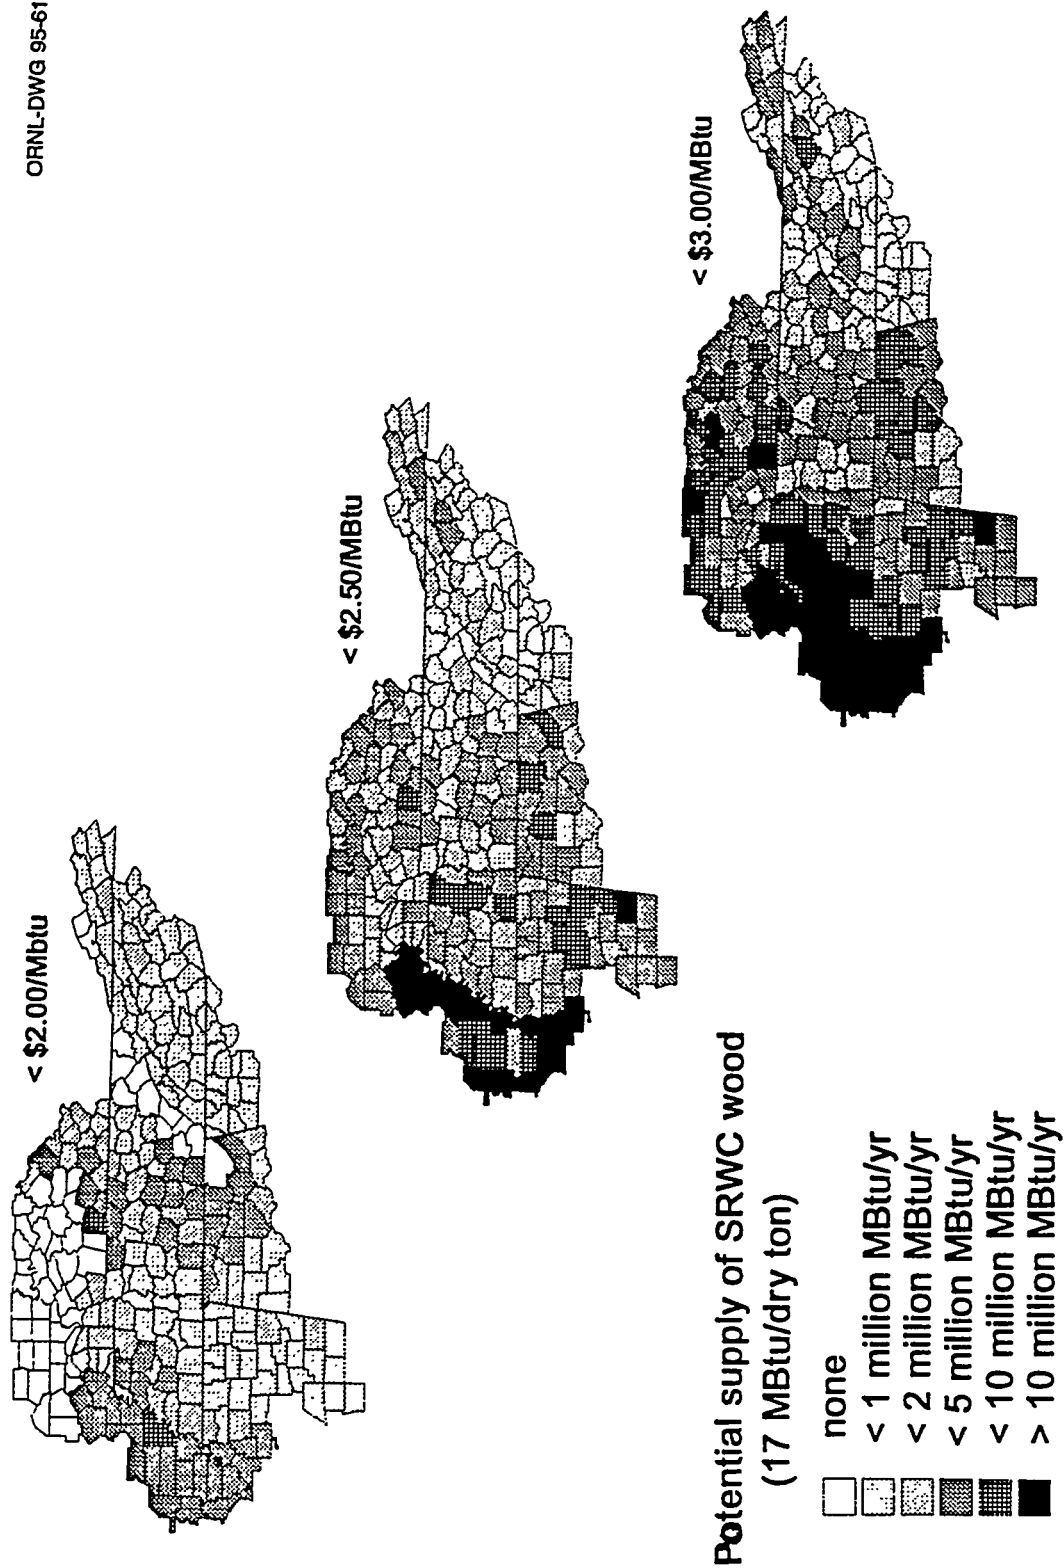 ORNL-DWG 95-61
< $2.00/Mbtu
< $2.50/MBtu
< $3.00/MBtu
Potential supply of SRWC wood
(17 MBtu/dry ton)
none
< 1 million MBtu/yr
< 2 million MBtu/yr
< 5 million MBtu/yr
< 10 million MBtu/yr
> 10 million MBtu/yr